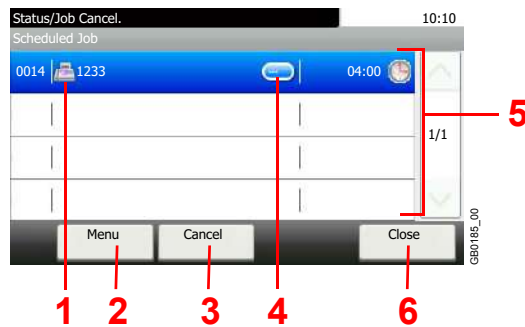 Status/Job Cancel. 10:10
Scheduled Job
0014 1233 04:00
5
1/1
Menu Cancel Close
GB0185_00
1 2 3 4 6